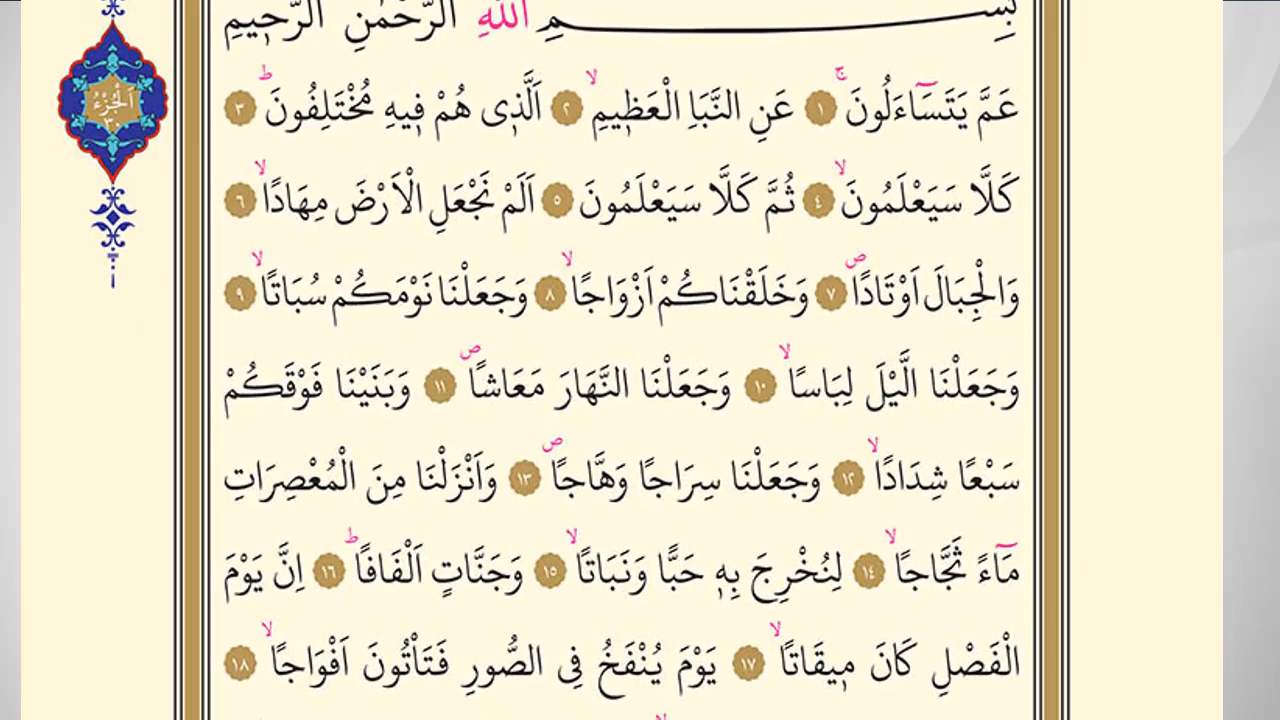 بِسْمِ اللّٰهِ الرَّحْمٰنِ الرَّحٖيمِ
اَلْجُزْءُ
٣٠
عَمَّ يَتَسَٓاءَلُونَۚ ١ عَنِ النَّبَاِ الْعَظٖيمِۙ ٢ اَلَّذٖى هُمْ فٖيهِ مُخْتَلِفُونَۜ ٣
كَلَّا سَيَعْلَمُونَۙ ٤ ثُمَّ كَلَّا سَيَعْلَمُونَ ٥ اَلَمْ نَجْعَلِ الْاَرْضَ مِهَادًاۙ ٦
وَالْجِبَالَ اَوْتَادًاۖ ٧ وَخَلَقْنَاكُمْ اَزْوَاجًاۙ ٨ وَجَعَلْنَا نَوْمَكُمْ سُبَاتًاۙ ٩
وَجَعَلْنَا الَّيْلَ لِبَاسًاۙ ١٠ وَجَعَلْنَا النَّهَارَ مَعَاشًاۖ ١١ وَبَنَيْنَا فَوْقَكُمْ
سَبْعًا شِدَادًاۙ ١٢ وَجَعَلْنَا سِرَاجًا وَهَّاجًاۖ ١٣ وَاَنْزَلْنَا مِنَ الْمُعْصِرَاتِ
مَٓاءً ثَجَّاجًاۙ ١٤ لِنُخْرِجَ بِهٖ حَبًّا وَنَبَاتًاۙ ١٥ وَجَنَّاتٍ اَلْفَافًاۜ ١٦ اِنَّ يَوْمَ
الْفَصْلِ كَانَ مٖيقَاتًاۙ ١٧ يَوْمَ يُنْفَخُ فِى الصُّورِ فَتَاْتُونَ اَفْوَاجًاۙ ١٨